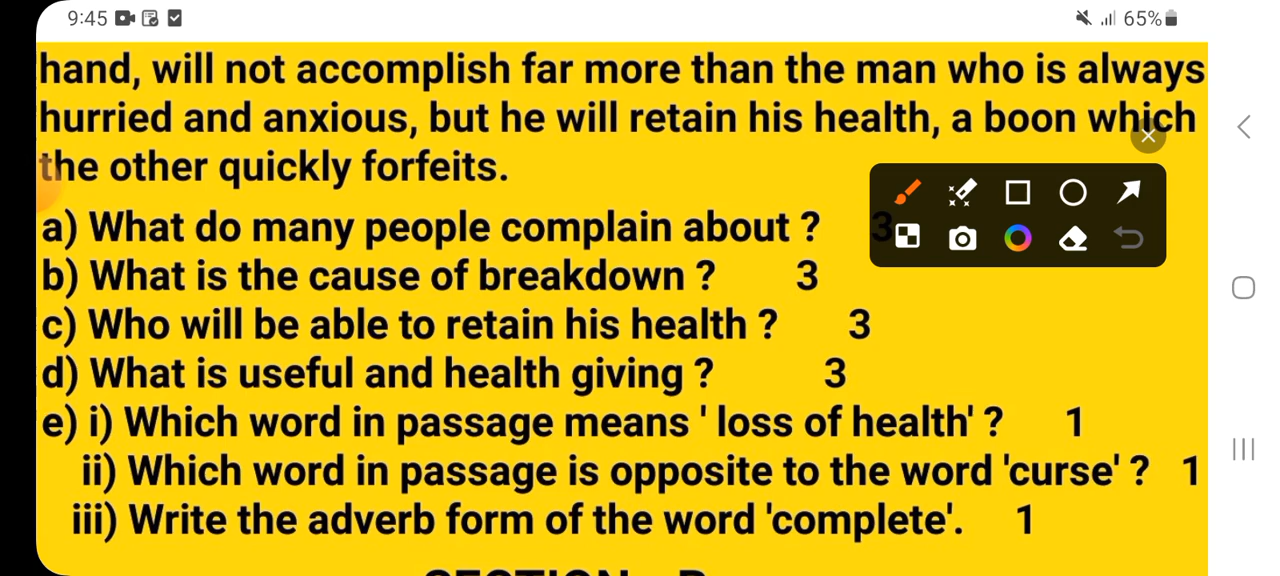 9:45 65%
hand, will not accomplish far more than the man who is always
hurried and anxious, but he will retain his health, a boon which
the other quickly forfeits.
a) What do many people complain about ? 3
b) What is the cause of breakdown ? 3
c) Who will be able to retain his health ? 3
d) What is useful and health giving ? 3
e) i) Which word in passage means ' loss of health' ? 1
ii) Which word in passage is opposite to the word 'curse' ? 1
iii) Write the adverb form of the word 'complete'. 1